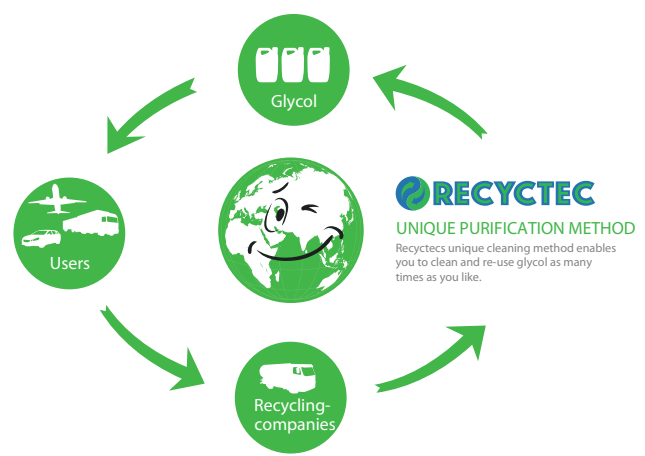 Glycol
RECYCTEC
UNIQUE PURIFICATION METHOD
Recyctecs unique cleaning method enables
you to clean and re-use glycol as many
times as you like.
Users
Recycling-
companies